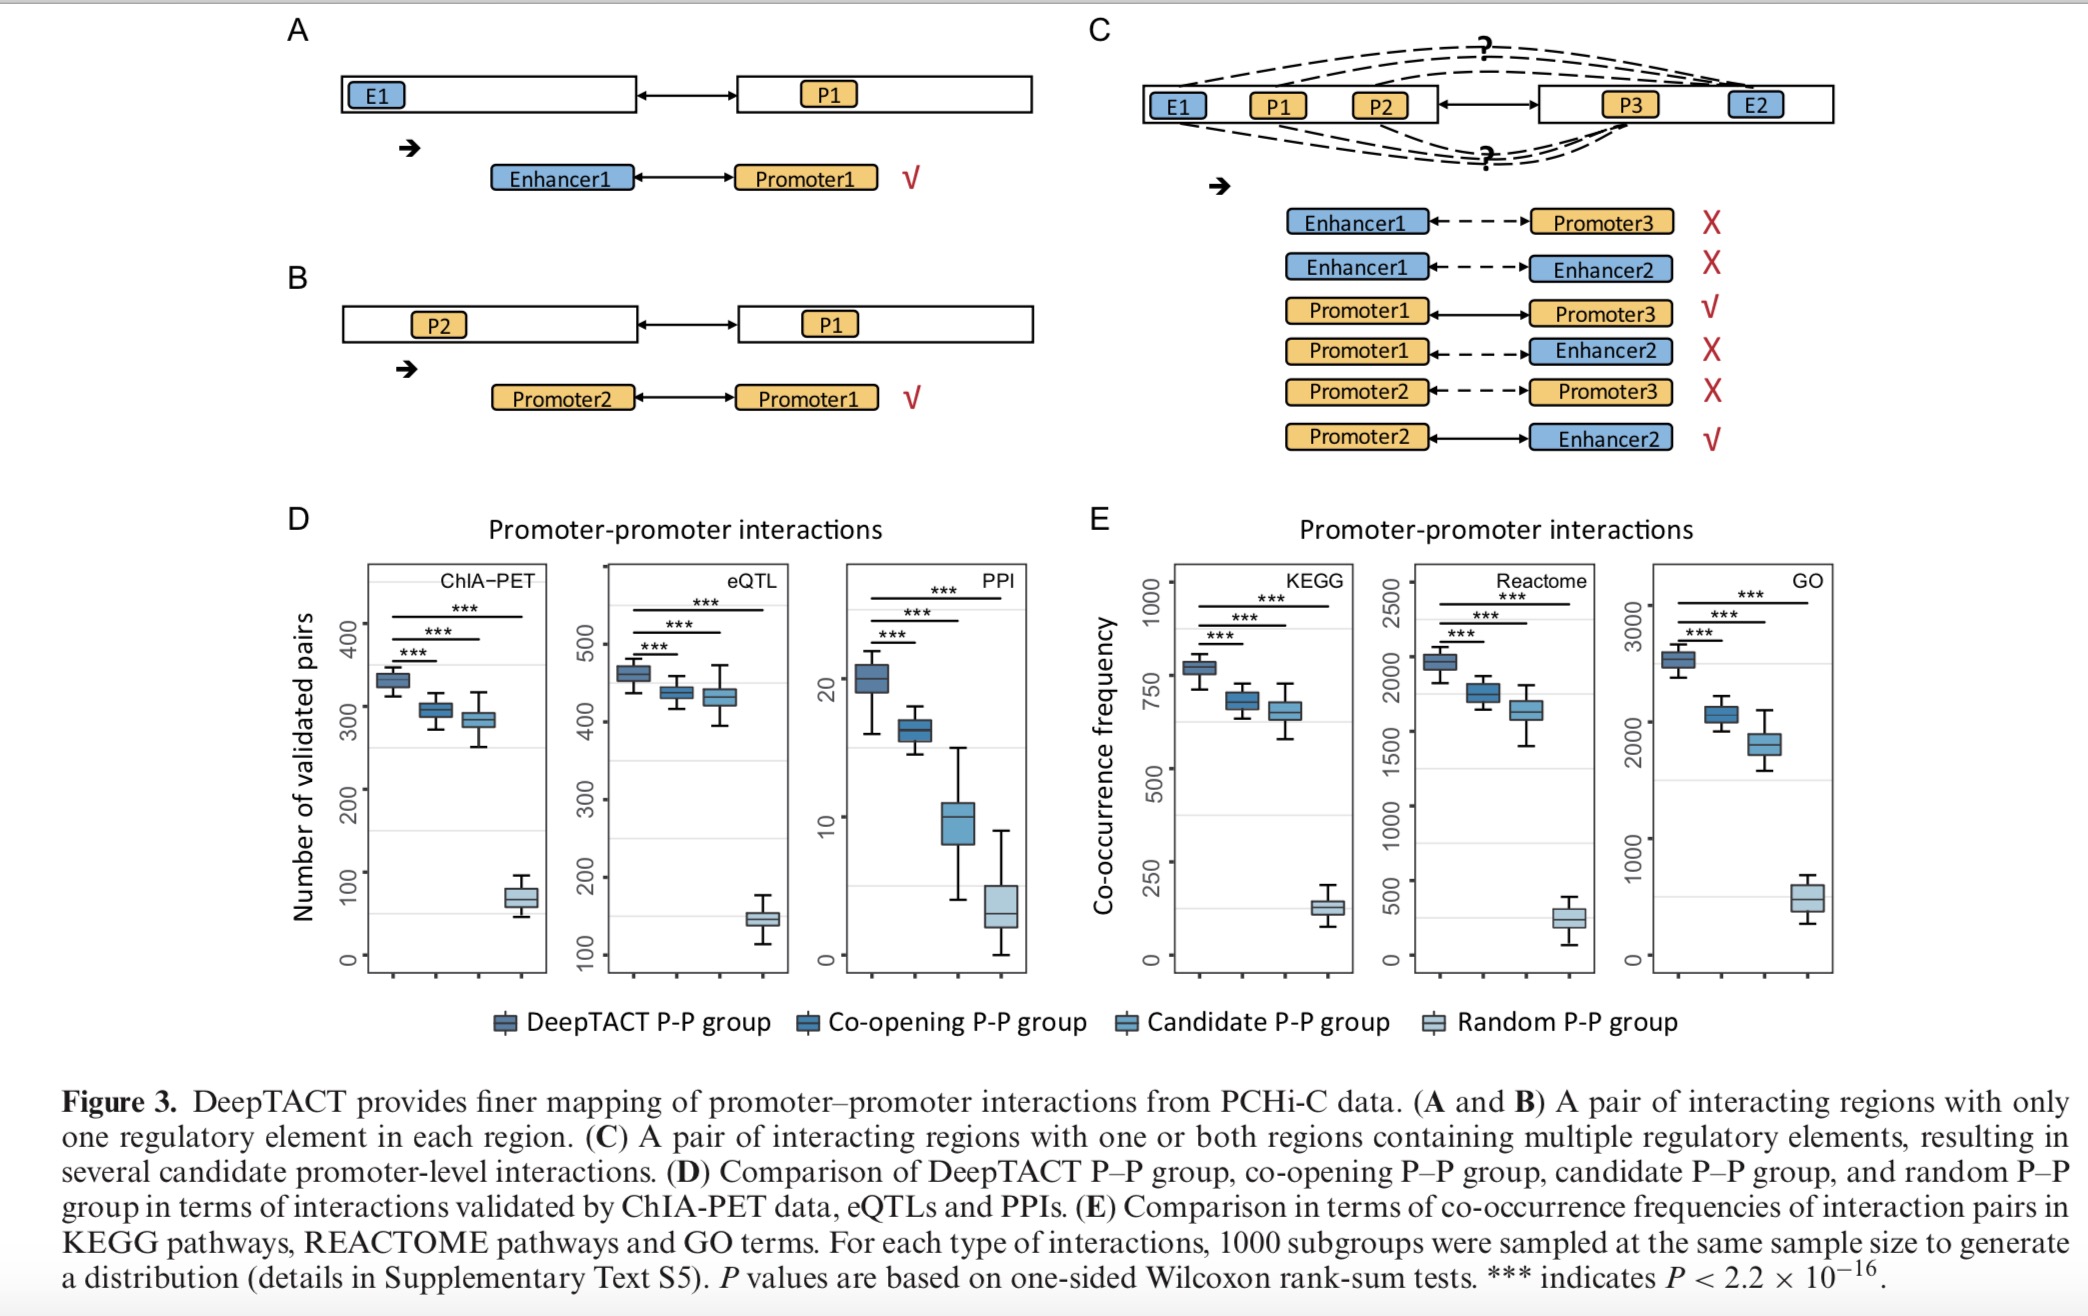 A
E1
P1
Enhancer1
Promoter1
√
B
P2
P1
Promoter2
Promoter1
√
C
?
E1
P1
P2
P3
E2
?
Enhancer1
Promoter3
X
Enhancer1
Enhancer2
X
Promoter1
Promoter3
√
Promoter1
Enhancer2
X
Promoter2
Promoter3
X
Promoter2
Enhancer2
√
D
Promoter-promoter interactions
Number of validated pairs
ChIA−PET
***
***
***
400
300
200
100
0
eQTL
***
***
***
500
400
300
200
100
PPI
***
***
***
20
10
0
E
Promoter-promoter interactions
Co-occurrence frequency
KEGG
***
***
***
1000
750
500
250
0
Reactome
***
***
***
2500
2000
1500
1000
500
0
GO
***
***
***
3000
20000
1000
0
DeepTACT P-P group
Co-opening P-P group
Candidate P-P group
Random P-P group
Figure 3. DeepTACT provides finer mapping of promoter–promoter interactions from PCHi-C data. (A and B) A pair of interacting regions with only
one regulatory element in each region. (C) A pair of interacting regions with one or both regions containing multiple regulatory elements, resulting in
several candidate promoter-level interactions. (D) Comparison of DeepTACT P–P group, co-opening P–P group, candidate P–P group, and random P–P
group in terms of interactions validated by ChIA-PET data, eQTLs and PPIs. (E) Comparison in terms of co-occurrence frequencies of interaction pairs in
KEGG pathways, REACTOME pathways and GO terms. For each type of interactions, 1000 subgroups were sampled at the same sample size to generate
a distribution (details in Supplementary Text S5). P values are based on one-sided Wilcoxon rank-sum tests. *** indicates P < 2.2 × 10⁻¹⁶.